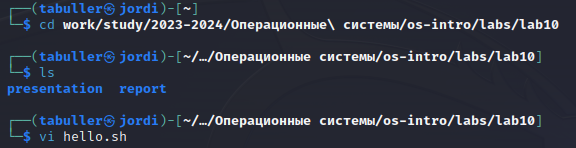 ┌──(tabuller㉿jordi)-[~]
└─$ cd work/study/2023-2024/Операционные\ системы/os-intro/labs/lab10
┌──(tabuller㉿jordi)-[~/…/Операционные системы/os-intro/labs/lab10]
└─$ ls
presentation  report
┌──(tabuller㉿jordi)-[~/…/Операционные системы/os-intro/labs/lab10]
└─$ vi hello.sh